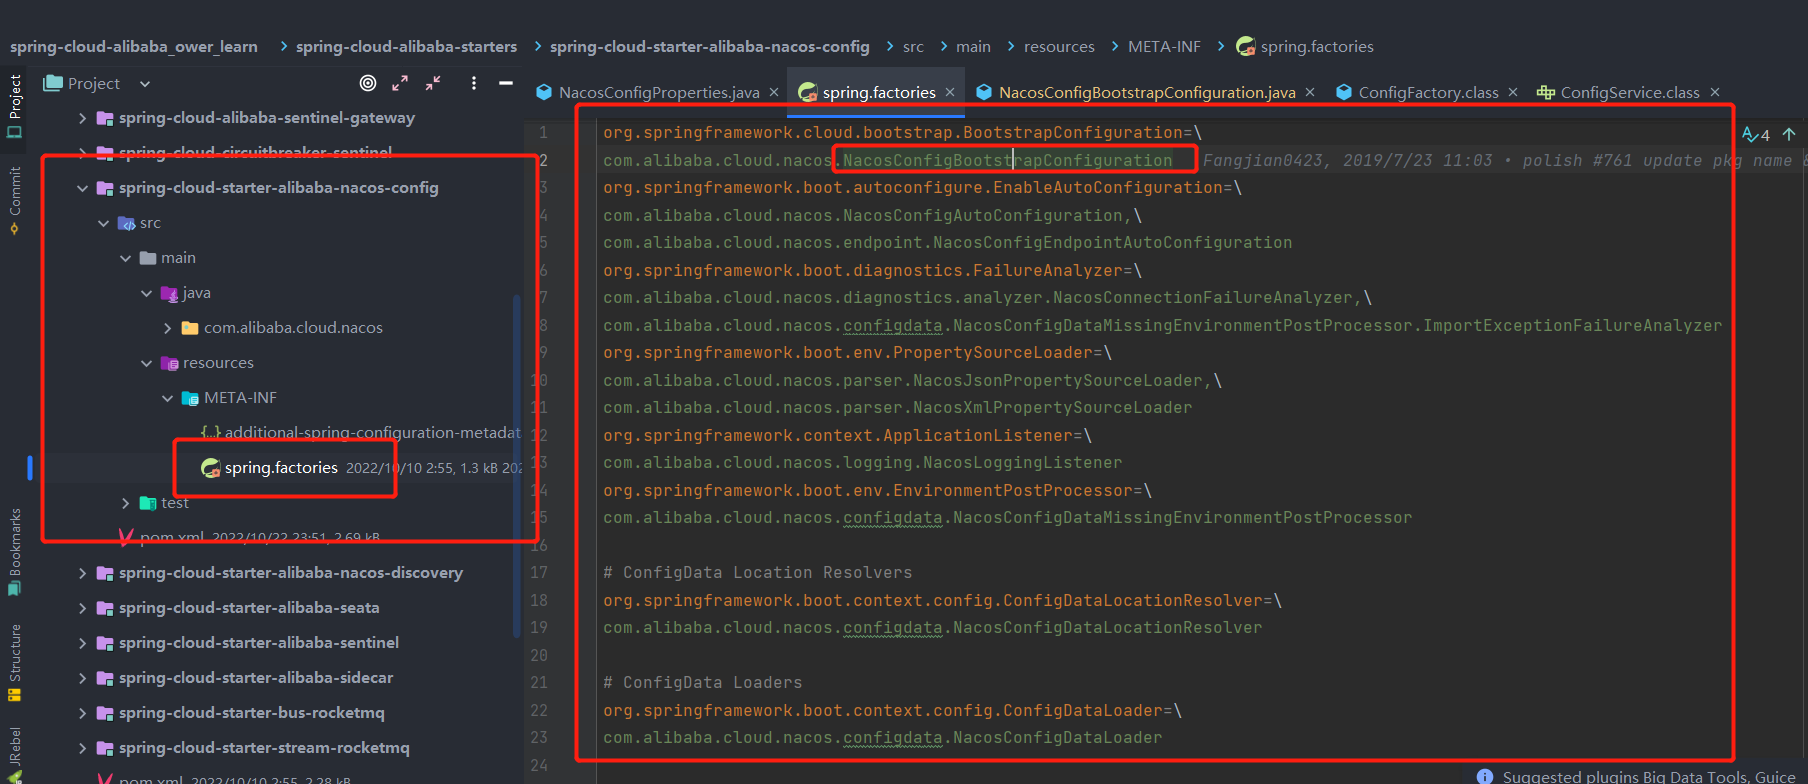 spring-cloud-alibaba_ower_learn > spring-cloud-alibaba-starters > spring-cloud-starter-alibaba-nacos-config > src > main > resources > META-INF > spring.factories
Project
Project
Commit
Bookmarks
Structure
JRebel
spring-cloud-alibaba-sentinel-gateway
spring-cloud-circuitbreaker-sentinel
spring-cloud-starter-alibaba-nacos-config
src
main
java
com.alibaba.cloud.nacos
resources
META-INF
additional-spring-configuration-metadat
spring.factories 2022/10/10 2:55, 1.3 kB 202
test
pom.xml 2022/10/22 23:51, 2.69 kB
spring-cloud-starter-alibaba-nacos-discovery
spring-cloud-starter-alibaba-seata
spring-cloud-starter-alibaba-sentinel
spring-cloud-starter-alibaba-sidecar
spring-cloud-starter-bus-rocketmq
spring-cloud-starter-stream-rocketmq
pom.xml 2022/10/10 2:55, 2.28 kB
NacosConfigProperties.java spring.factories NacosConfigBootstrapConfiguration.java ConfigFactory.class ConfigService.class
4
1 org.springframework.cloud.bootstrap.BootstrapConfiguration=\
2 com.alibaba.cloud.nacos.NacosConfigBootstrapConfiguration Fangjian0423, 2019/7/23 11:03 • polish #761 update pkg name &
3 org.springframework.boot.autoconfigure.EnableAutoConfiguration=\
4 com.alibaba.cloud.nacos.NacosConfigAutoConfiguration,\
5 com.alibaba.cloud.nacos.endpoint.NacosConfigEndpointAutoConfiguration
6 org.springframework.boot.diagnostics.FailureAnalyzer=\
7 com.alibaba.cloud.nacos.diagnostics.analyzer.NacosConnectionFailureAnalyzer,\
8 com.alibaba.cloud.nacos.configdata.NacosConfigDataMissingEnvironmentPostProcessor.ImportExceptionFailureAnalyzer
9 org.springframework.boot.env.PropertySourceLoader=\
10 com.alibaba.cloud.nacos.parser.NacosJsonPropertySourceLoader,\
11 com.alibaba.cloud.nacos.parser.NacosXmlPropertySourceLoader
12 org.springframework.context.ApplicationListener=\
13 com.alibaba.cloud.nacos.logging.NacosLoggingListener
14 org.springframework.boot.env.EnvironmentPostProcessor=\
15 com.alibaba.cloud.nacos.configdata.NacosConfigDataMissingEnvironmentPostProcessor
16
17 # ConfigData Location Resolvers
18 org.springframework.boot.context.config.ConfigDataLocationResolver=\
19 com.alibaba.cloud.nacos.configdata.NacosConfigDataLocationResolver
20
21 # ConfigData Loaders
22 org.springframework.boot.context.config.ConfigDataLoader=\
23 com.alibaba.cloud.nacos.configdata.NacosConfigDataLoader
24
Suggested plugins Big Data Tools, Guice